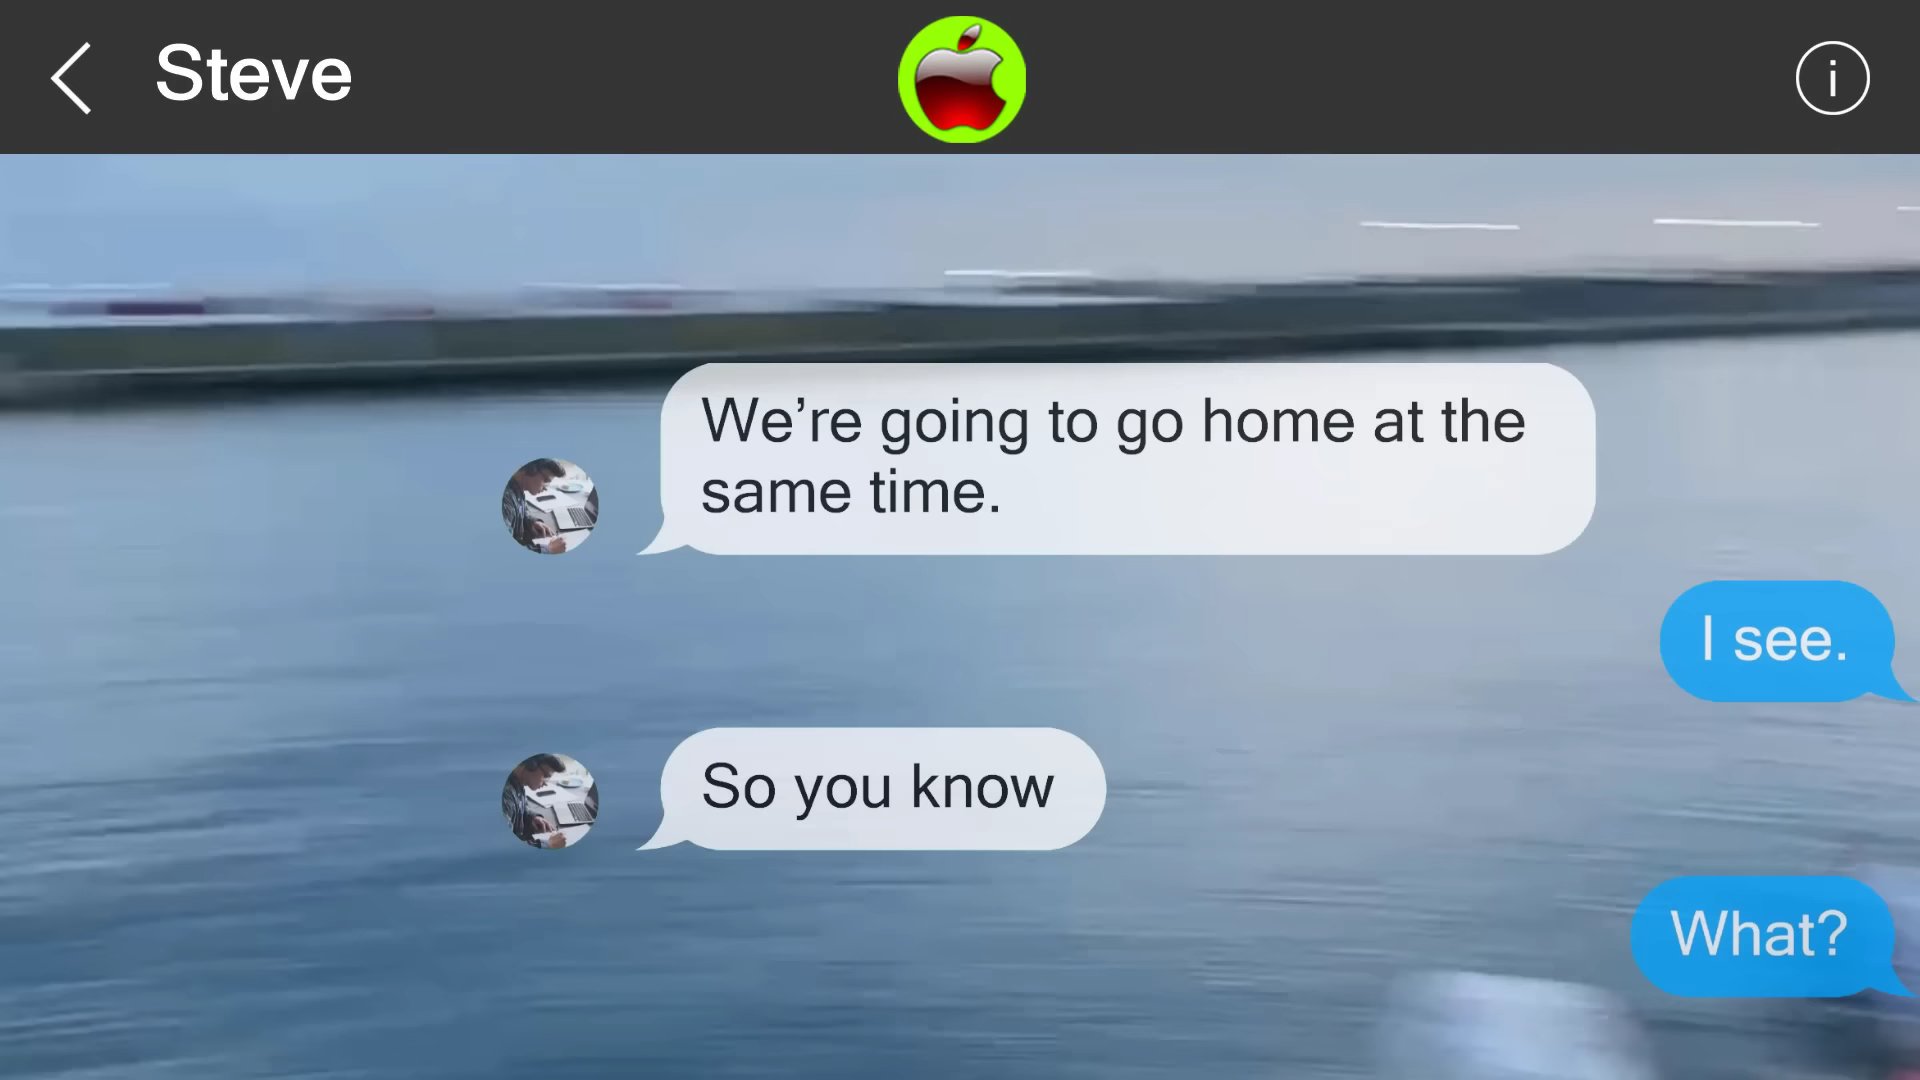 Steve
We’re going to go home at the
same time.
I see.
So you know
What?